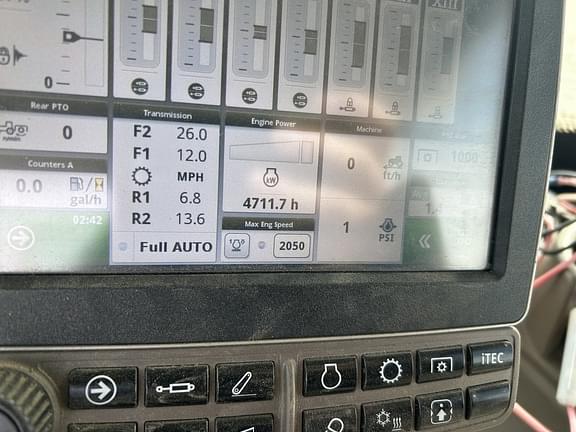 XIII
0
Rear PTO
0
Counters A
0.0
gal/h
02:42
Transmission
F2 26.0
F1 12.0
MPH
R1 6.8
R2 13.6
Full AUTO
Engine Power
kW
4711.7 h
Max Eng Speed
2050
Machine
0
ft/h
1
PSI
1000
iTEC